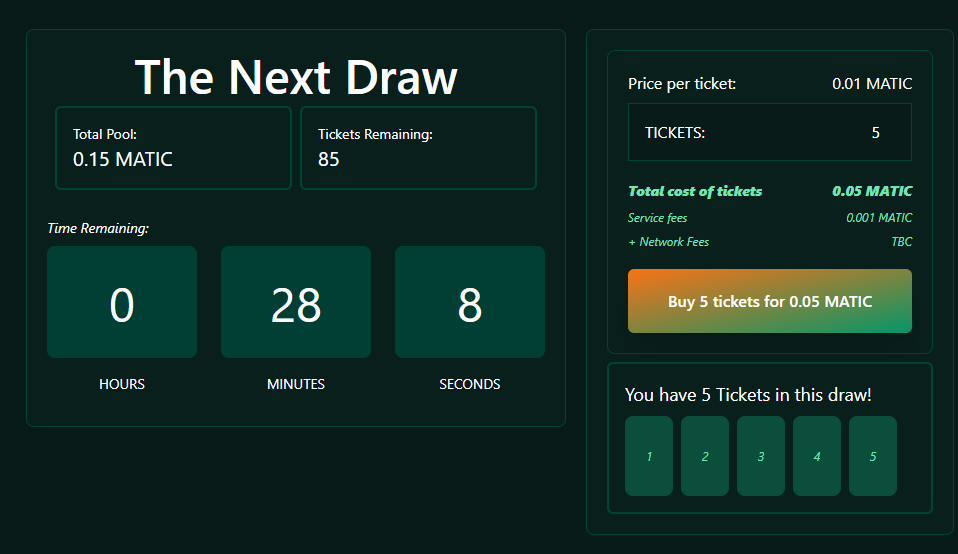 The Next Draw
Total Pool:
0.15 MATIC
Tickets Remaining:
85
Time Remaining:
0
28
8
HOURS
MINUTES
SECONDS
Price per ticket: 0.01 MATIC
TICKETS: 5
Total cost of tickets 0.05 MATIC
Service fees 0.001 MATIC
+ Network Fees TBC
Buy 5 tickets for 0.05 MATIC
You have 5 Tickets in this draw!
1 2 3 4 5